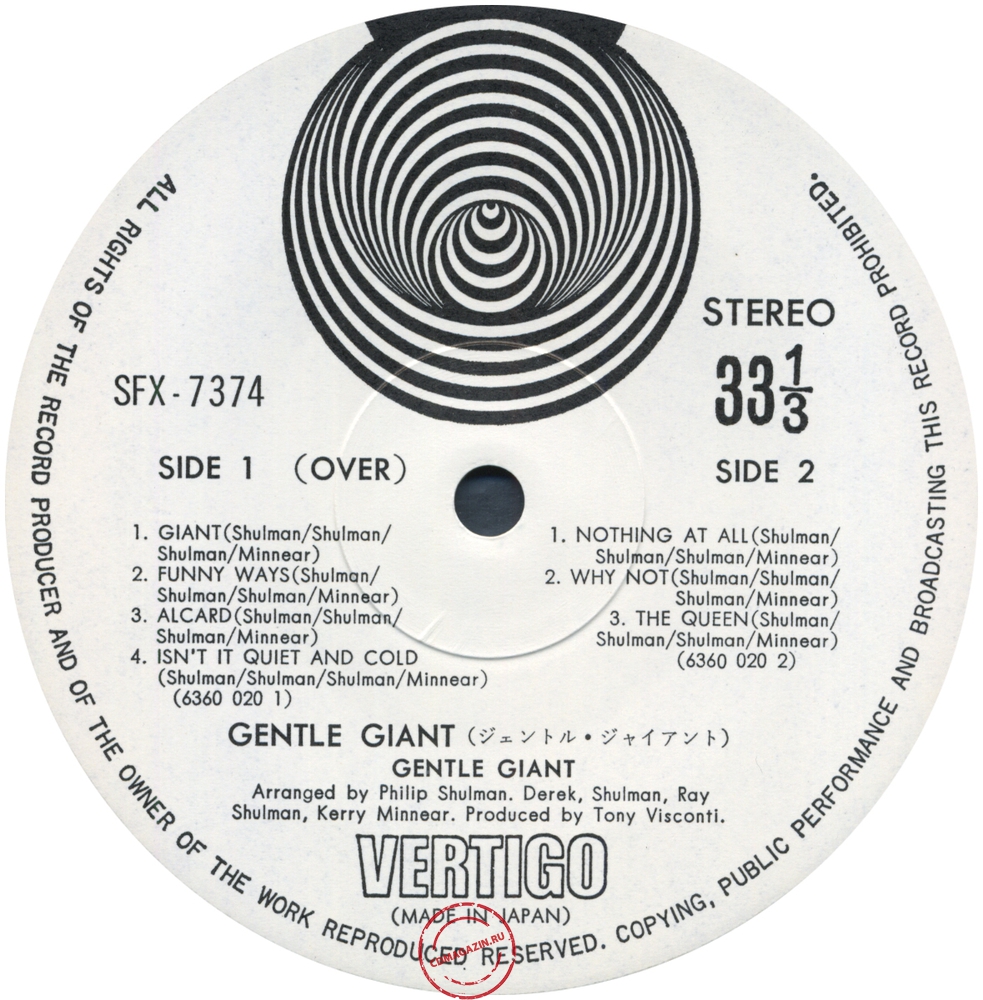 ALL RIGHTS OF THE RECORD PRODUCER AND OF THE OWNER OF THE WORK REPRODUCED RESERVED. COPYING, PUBLIC PERFORMANCE AND BROADCASTING THIS RECORD PROHIBITED.
STEREO
33 1/3
SFX-7374
SIDE 1 (OVER)
1. GIANT(Shulman/Shulman/
Shulman/Minnear)
2. FUNNY WAYS(Shulman/
Shulman/Shulman/Minnear)
3. ALCARD(Shulman/Shulman/
Shulman/Minnear)
4. ISN'T IT QUIET AND COLD
(Shulman/Shulman/Shulman/Minnear)
(6360 020 1)
SIDE 2
1. NOTHING AT ALL(Shulman/
Shulman/Shulman/Minnear)
2. WHY NOT(Shulman/Shulman/
Shulman/Minnear)
3. THE QUEEN(Shulman/
Shulman/Shulman/Minnear)
(6360 020 2)
GENTLE GIANT (ジェントル・ジャイアント)
GENTLE GIANT
Arranged by Philip Shulman. Derek, Shulman, Ray
Shulman, Kerry Minnear. Produced by Tony Visconti.
VERTIGO
(MADE IN JAPAN)
CDMAGAZIN.RU